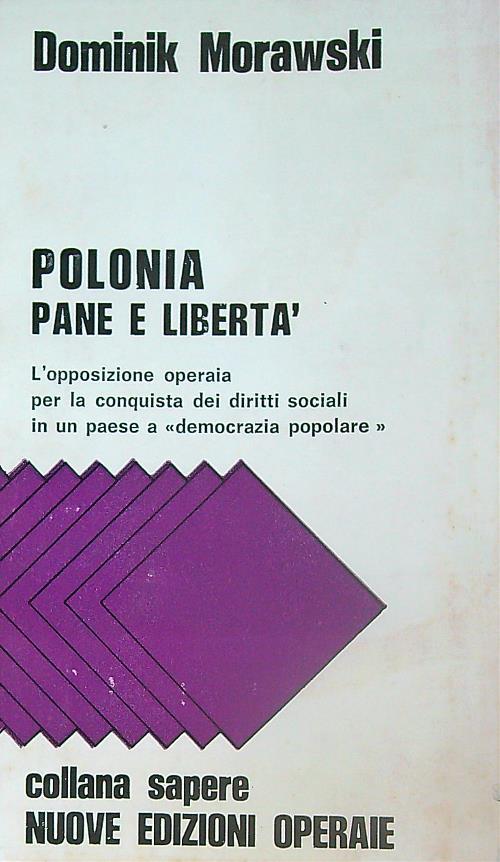 Dominik Morawski
POLONIA
PANE E LIBERTA'
L'opposizione operaia
per la conquista dei diritti sociali
in un paese a «democrazia popolare»
collana sapere
NUOVE EDIZIONI OPERAIE